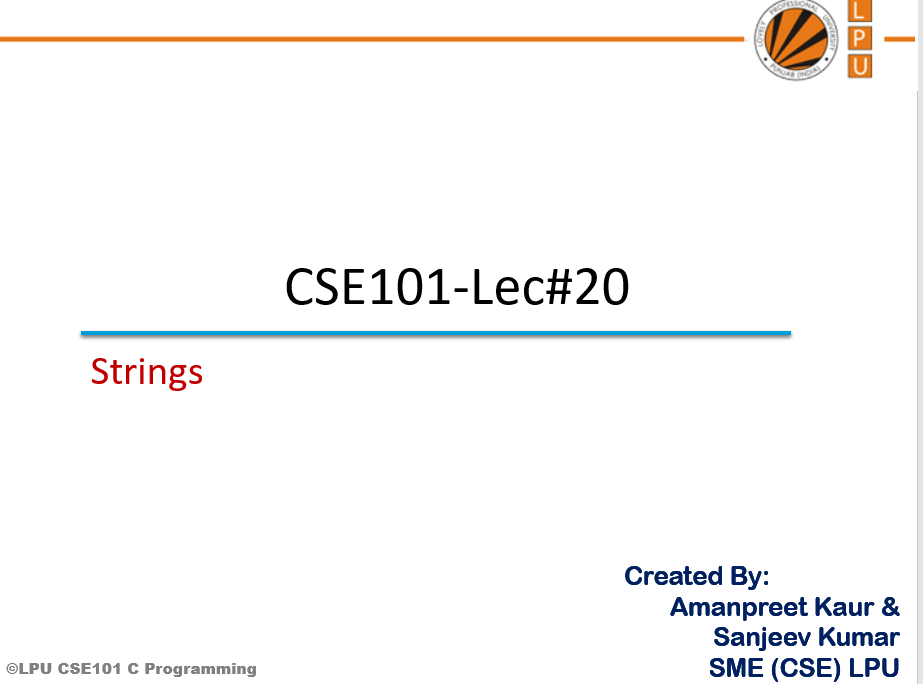 LOVELY PROFESSIONAL UNIVERSITY
PUNJAB (INDIA)
L
P
U
CSE101-Lec#20
Strings
Created By:
Amanpreet Kaur &
Sanjeev Kumar
SME (CSE) LPU
©LPU CSE101 C Programming